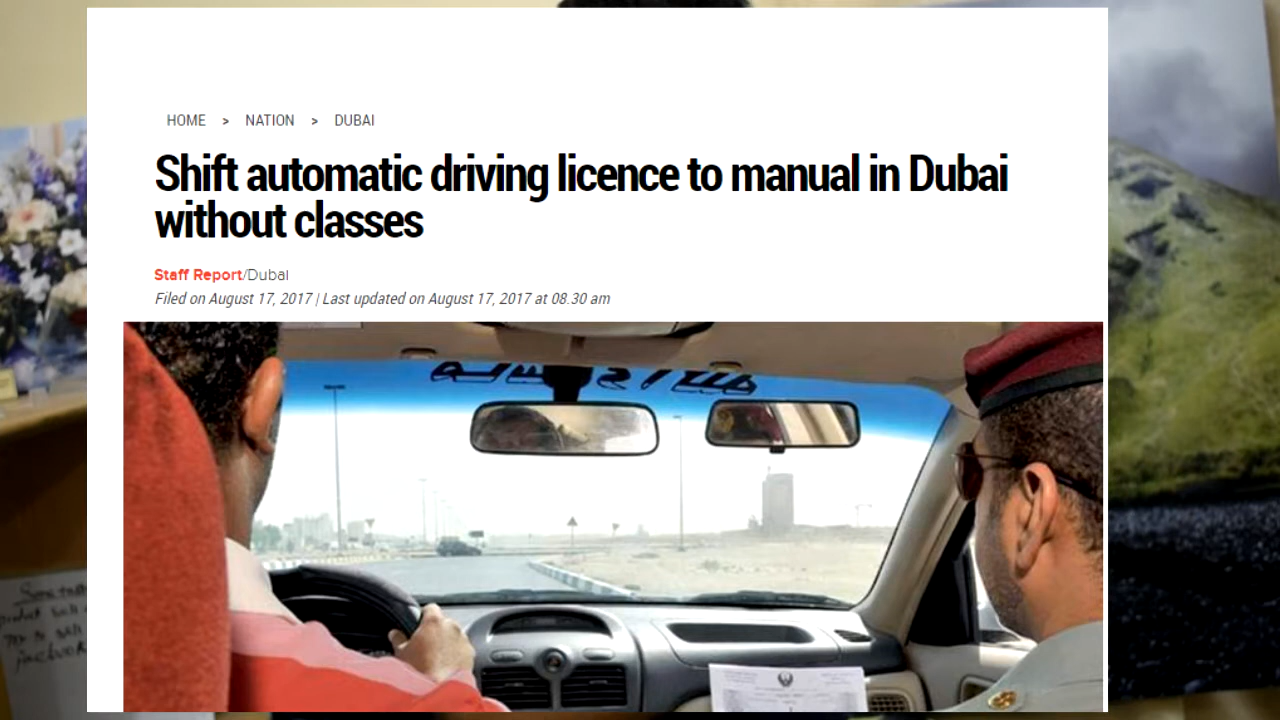 HOME > NATION > DUBAI
Shift automatic driving licence to manual in Dubai
without classes
Staff Report/Dubai
Filed on August 17, 2017 | Last updated on August 17, 2017 at 08.30 am